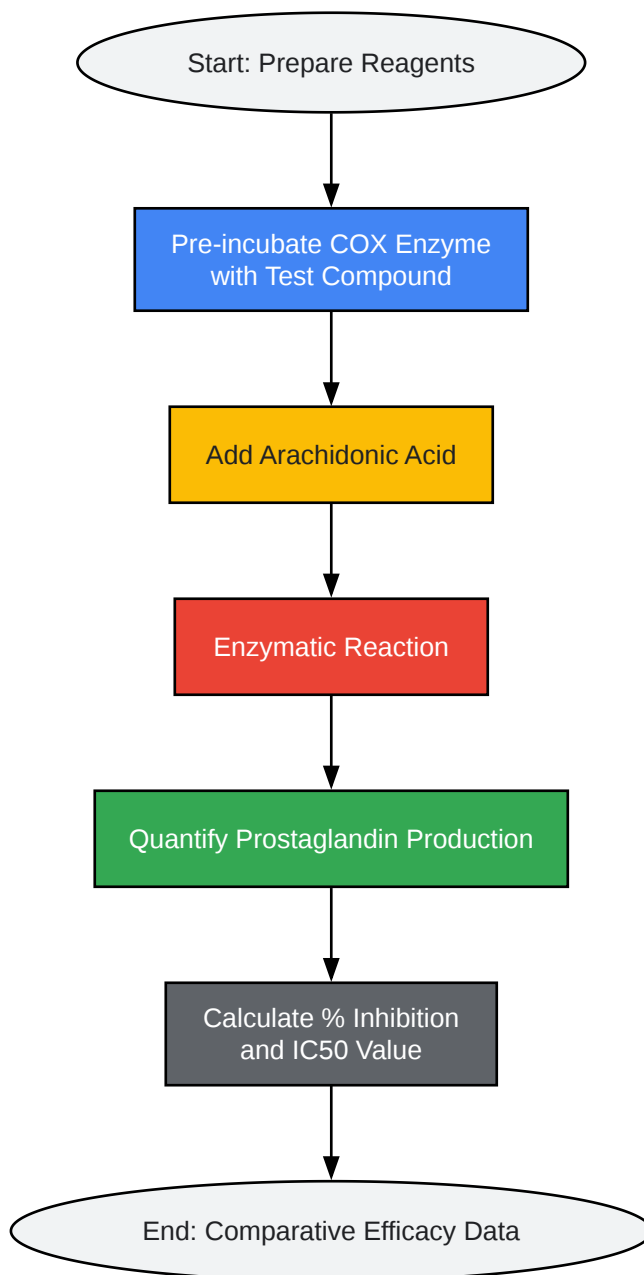 Start: Prepare Reagents
Pre-incubate COX Enzyme
with Test Compound
Add Arachidonic Acid
Enzymatic Reaction
Quantify Prostaglandin Production
Calculate % Inhibition
and IC50 Value
End: Comparative Efficacy Data